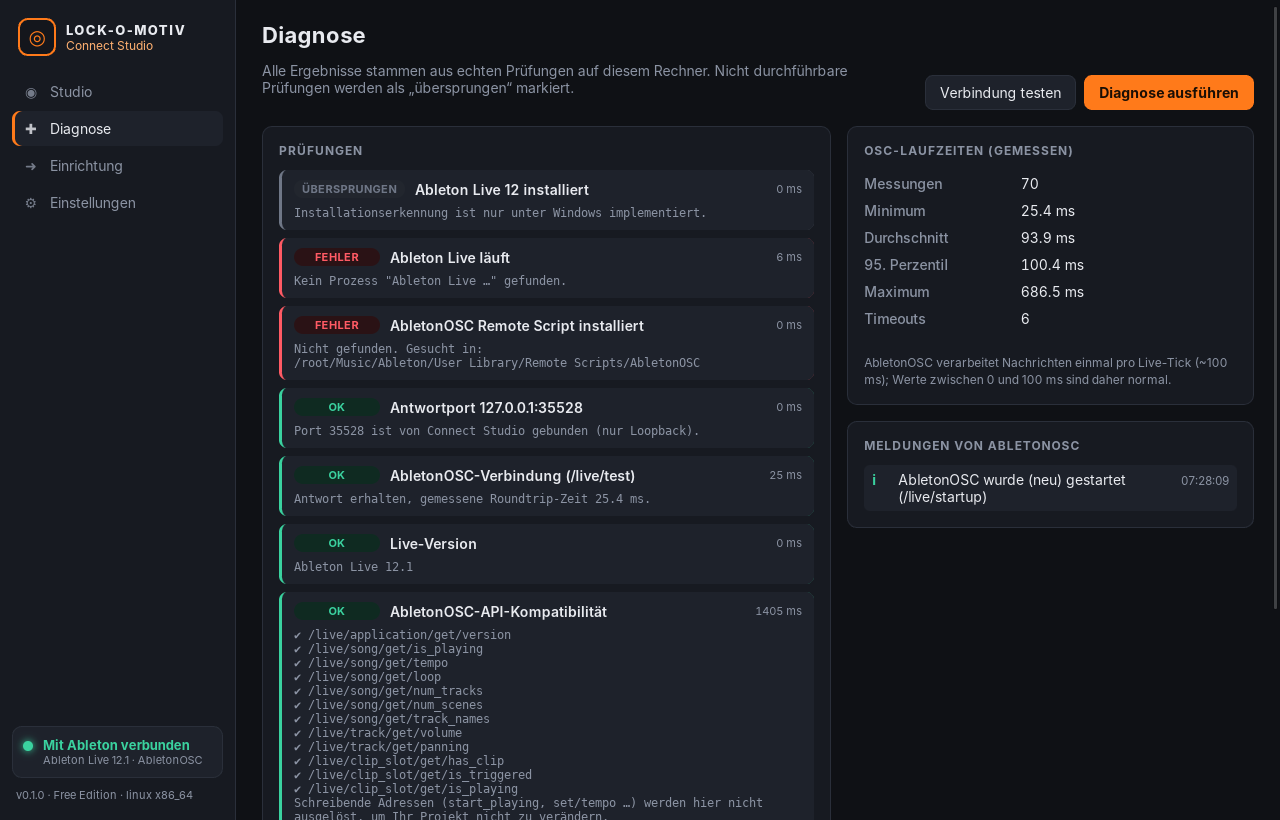 LOCK-O-MOTIV
Connect Studio
Studio
Diagnose
Einrichtung
Einstellungen
Mit Ableton verbunden
Ableton Live 12.1 · AbletonOSC
v0.1.0 · Free Edition · linux x86_64
Diagnose
Alle Ergebnisse stammen aus echten Prüfungen auf diesem Rechner. Nicht durchführbare
Prüfungen werden als „übersprungen“ markiert.
Verbindung testen
Diagnose ausführen
PRÜFUNGEN
ÜBERSPRUNGEN Ableton Live 12 installiert 0 ms
Installationserkennung ist nur unter Windows implementiert.
FEHLER Ableton Live läuft 6 ms
Kein Prozess "Ableton Live …" gefunden.
FEHLER AbletonOSC Remote Script installiert 0 ms
Nicht gefunden. Gesucht in:
/root/Music/Ableton/User Library/Remote Scripts/AbletonOSC
OK Antwortport 127.0.0.1:35528 0 ms
Port 35528 ist von Connect Studio gebunden (nur Loopback).
OK AbletonOSC-Verbindung (/live/test) 25 ms
Antwort erhalten, gemessene Roundtrip-Zeit 25.4 ms.
OK Live-Version 0 ms
Ableton Live 12.1
OK AbletonOSC-API-Kompatibilität 1405 ms
✔ /live/application/get/version
✔ /live/song/get/is_playing
✔ /live/song/get/tempo
✔ /live/song/get/loop
✔ /live/song/get/num_tracks
✔ /live/song/get/num_scenes
✔ /live/song/get/track_names
✔ /live/track/get/volume
✔ /live/track/get/panning
✔ /live/clip_slot/get/has_clip
✔ /live/clip_slot/get/is_triggered
✔ /live/clip_slot/get/is_playing
Schreibende Adressen (start_playing, set/tempo …) werden hier nicht
ausgelöst, um Ihr Projekt nicht zu verändern.
OSC-LAUFZEITEN (GEMESSEN)
Messungen 70
Minimum 25.4 ms
Durchschnitt 93.9 ms
95. Perzentil 100.4 ms
Maximum 686.5 ms
Timeouts 6
AbletonOSC verarbeitet Nachrichten einmal pro Live-Tick (~100
ms); Werte zwischen 0 und 100 ms sind daher normal.
MELDUNGEN VON ABLETONOSC
i AbletonOSC wurde (neu) gestartet 07:28:09
(/live/startup)